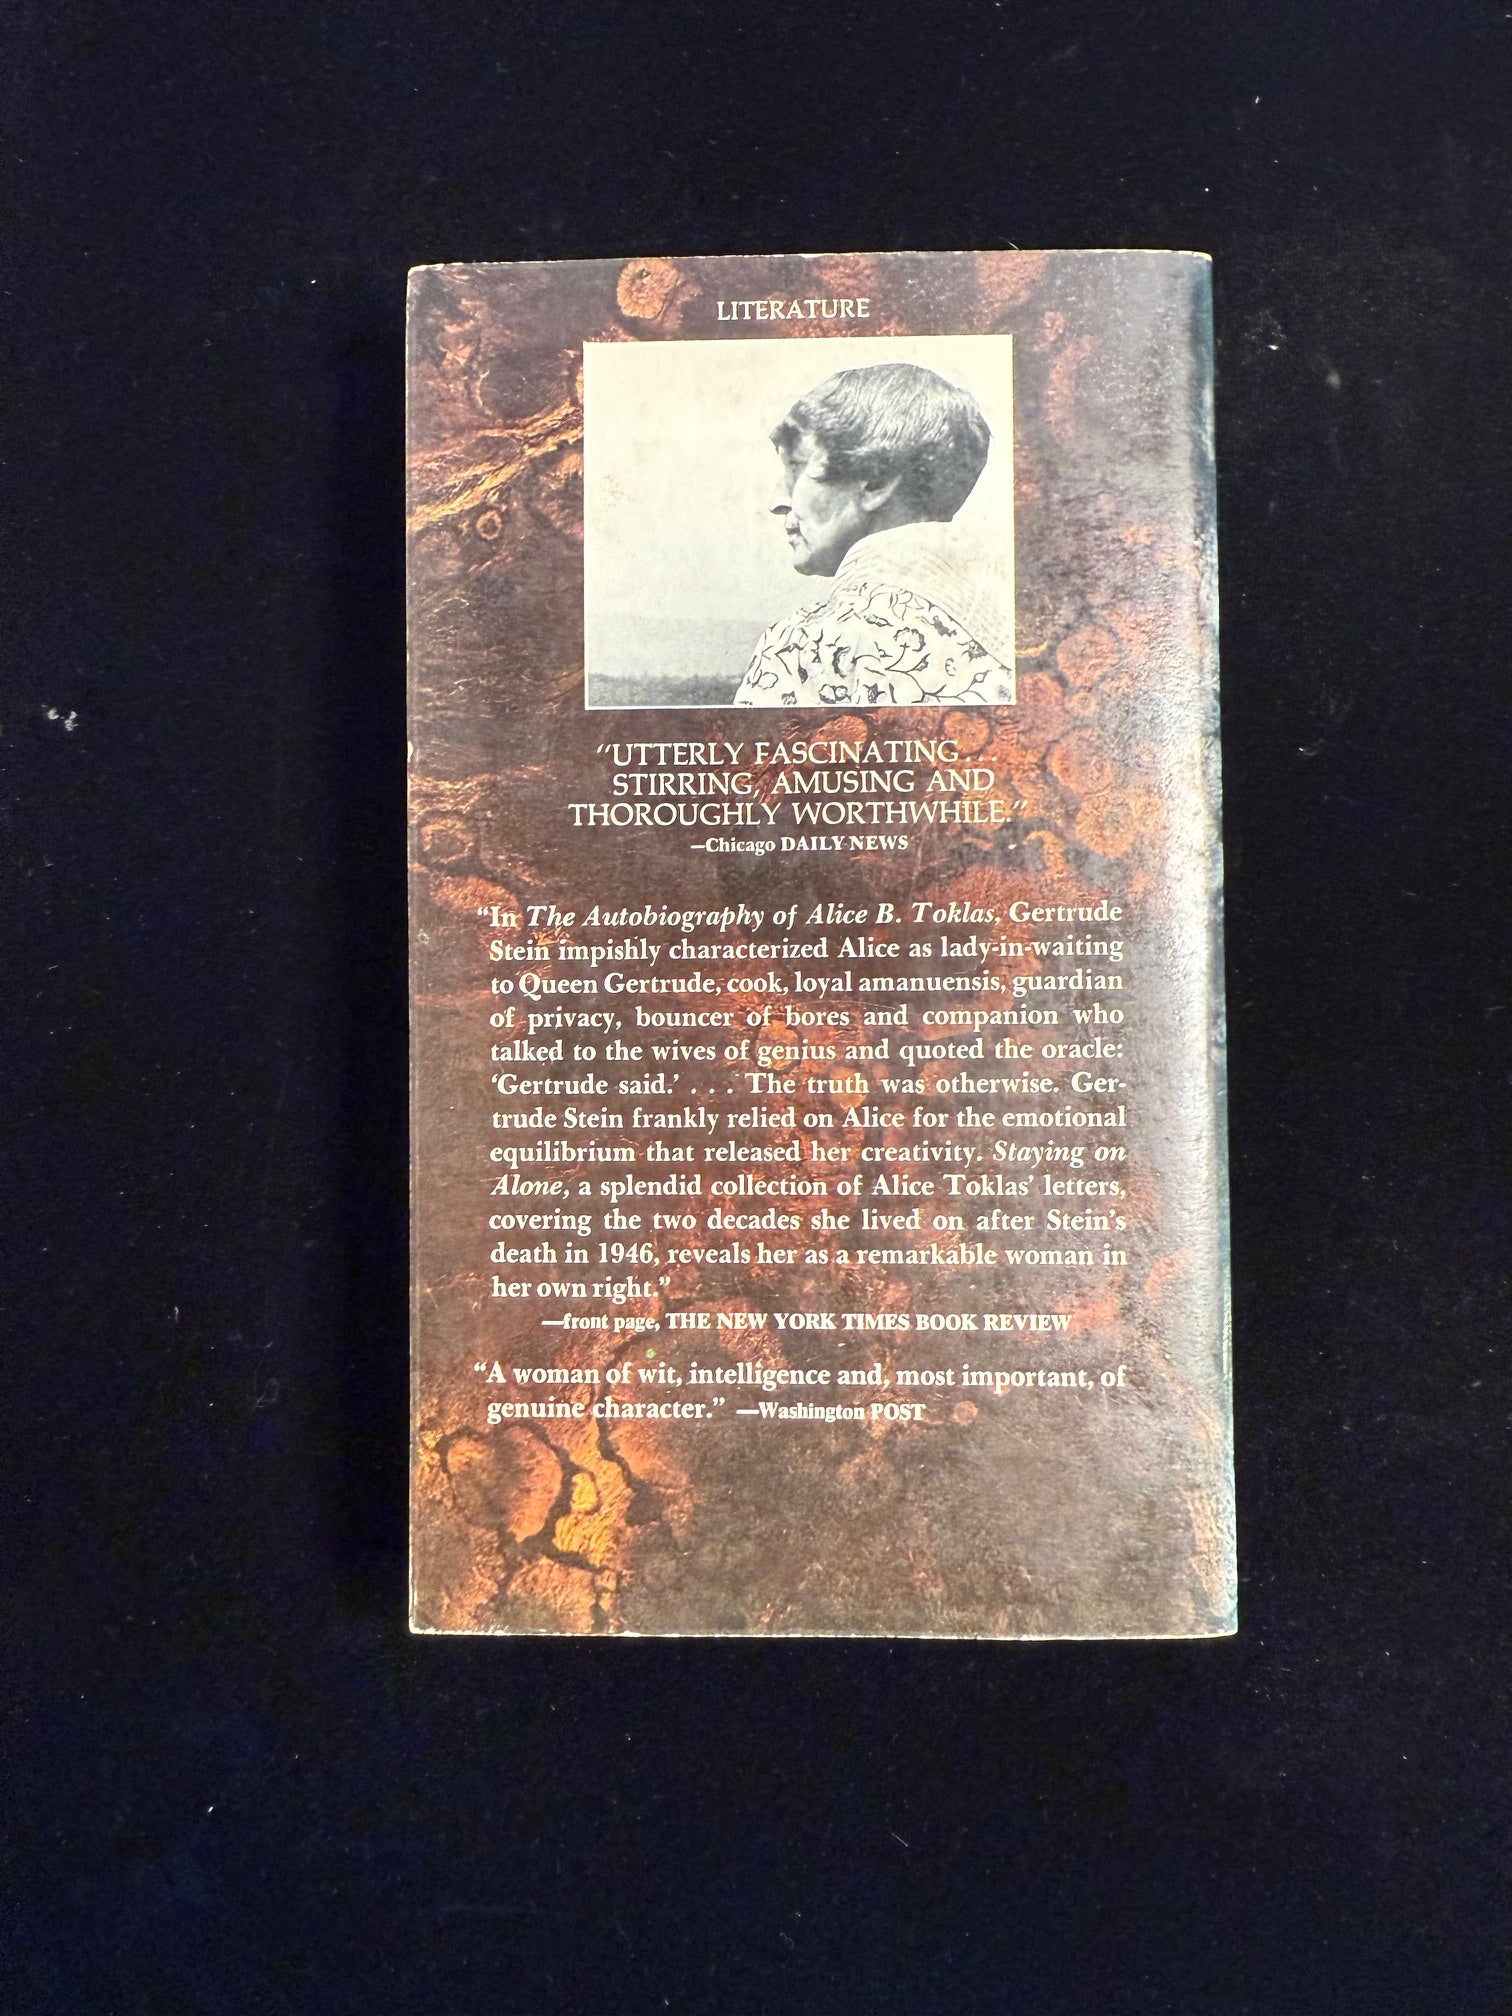 LITERATURE
“UTTERLY FASCINATING...
STIRRING, AMUSING AND
THOROUGHLY WORTHWHILE.”
—Chicago DAILY NEWS
“In The Autobiography of Alice B. Toklas, Gertrude
Stein impishly characterized Alice as lady-in-waiting
to Queen Gertrude, cook, loyal amanuensis, guardian
of privacy, bouncer of bores and companion who
talked to the wives of genius and quoted the oracle:
‘Gertrude said.’ . . . The truth was otherwise. Ger-
trude Stein frankly relied on Alice for the emotional
equilibrium that released her creativity. Staying on
Alone, a splendid collection of Alice Toklas’ letters,
covering the two decades she lived on after Stein’s
death in 1946, reveals her as a remarkable woman in
her own right.”
—front page, THE NEW YORK TIMES BOOK REVIEW
“A woman of wit, intelligence and, most important, of
genuine character.” —Washington POST